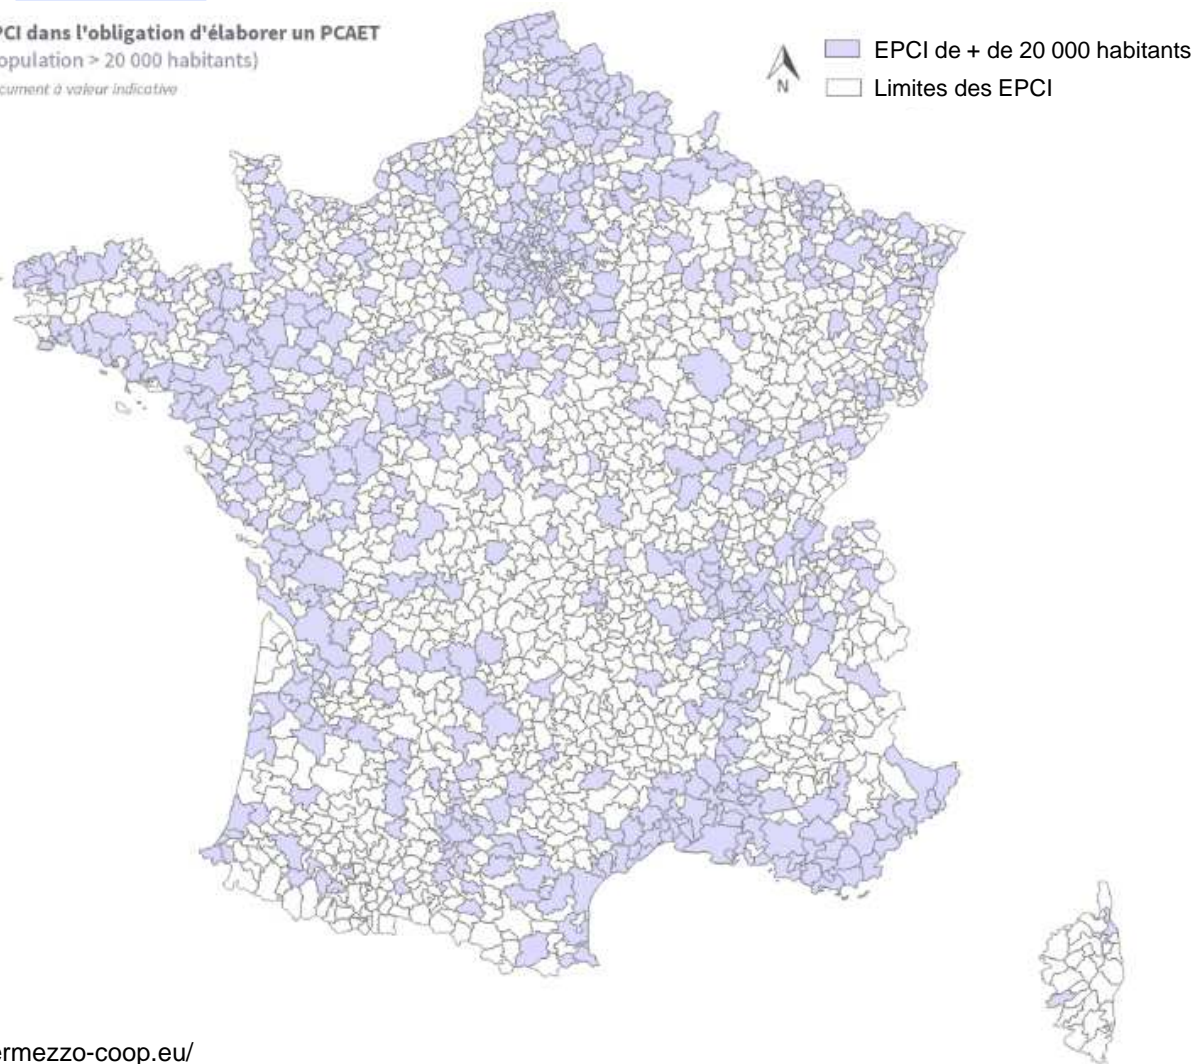 PCI dans l'obligation d'élaborer un PCAET
opulation > 20 000 habitants)
cument à valeur indicative
N
EPCI de + de 20 000 habitants
Limites des EPCI
ermezzo-coop.eu/